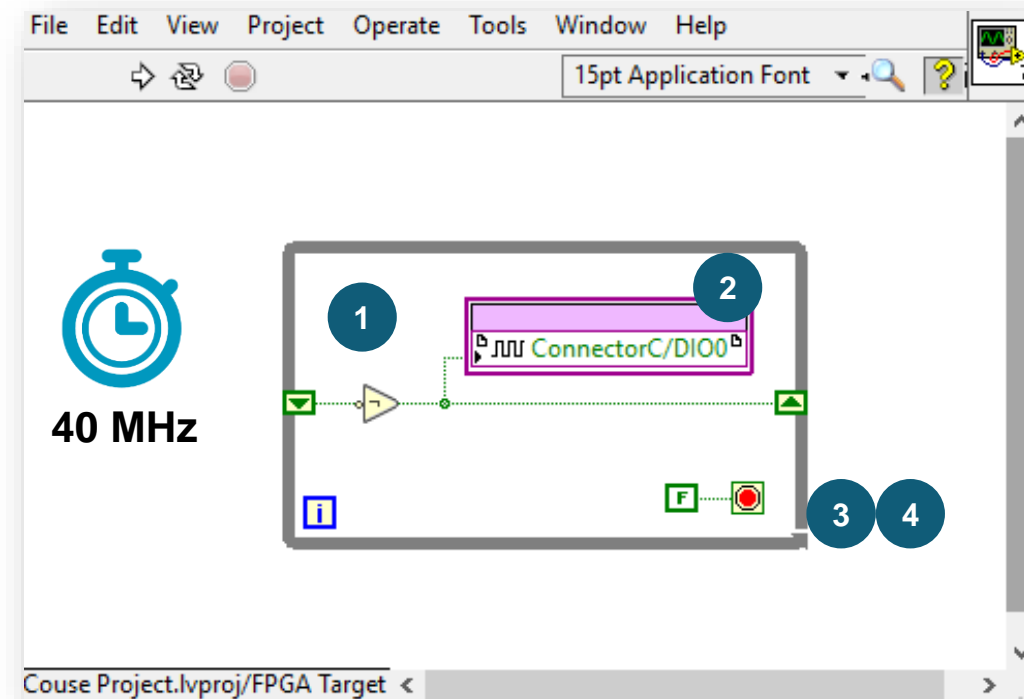 File Edit View Project Operate Tools Window Help
15pt Application Font
1
2
ConnectorC/DIO0
40 MHz
i
F
3 4
Couse Project.lvproj/FPGA Target